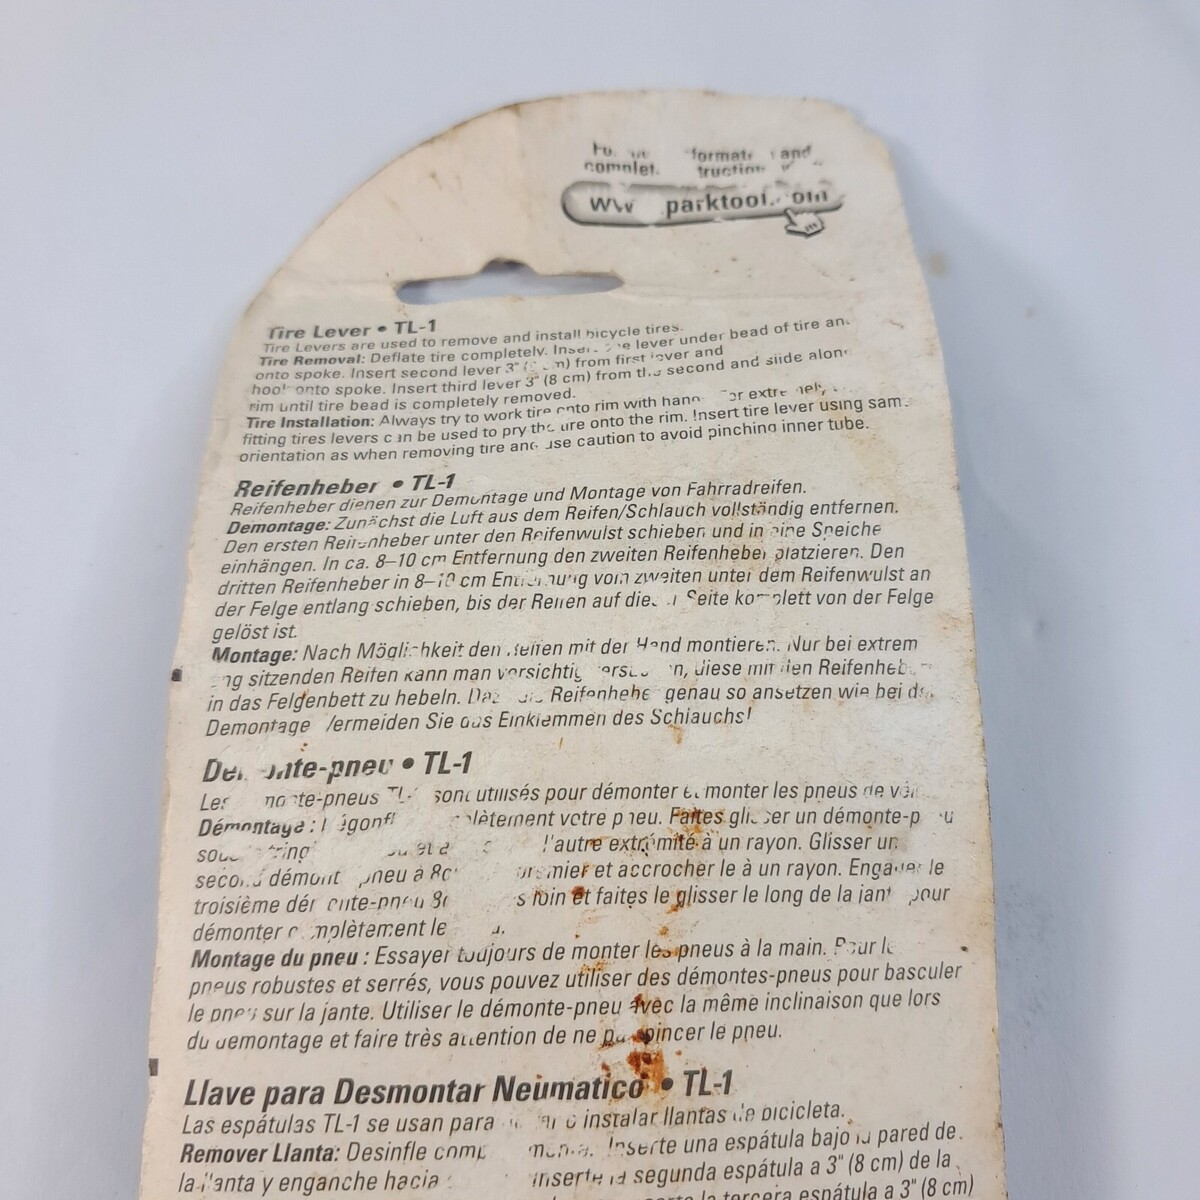 and
parktool
Tire Lever • TL-1
Tire Levers are used to remove and install bicycle tires.
Tire Removal: Deflate tire completely. lever under bead of tire
onto spoke. Insert second lever 3" from first lever and
onto spoke. Insert third lever 3" (8 cm) from the second and slide
rim until tire bead is completely removed.
Tire Installation: Always try to work tire onto rim with
fitting tires levers can be used to pry the tire onto the rim. Insert tire lever using
orientation as when removing tire and use caution to avoid pinching inner tube.
Reifenheber • TL-1
Reifenheber dienen zur Demontage und Montage von Fahrradreifen.
Demontage: Zunächst die Luft aus dem Reifen/Schlauch vollständig entfernen.
Den ersten Reifenheber unter den Reifenwulst schieben und in eine Speiche
einhängen. In ca. 8–10 cm Entfernung den zweiten Reifenheber platzieren. Den
dritten Reifenheber in 8–10 cm Entfernung vom zweiten unter dem Reifenwulst an
der Felge entlang schieben, bis der Reifen auf dieser Seite komplett von der Felge
gelöst ist.
Montage: Nach Möglichkeit den Reifen mit der Hand montieren. Nur bei extrem
sitzenden Reifen kann man vorsichtig diese mit den
in das Felgenbett zu hebeln. Reifenheber genau so ansetzen wie bei
Demontage Vermeiden Sie das Einklemmen des Schlauchs!
• TL-1
sont utilisés pour démonter et monter les pneus de
Démontage : votre pneu. Faites glisser un
l'autre extrémité à un rayon. Glisser un
second à et accrocher le à un rayon. Engager le
troisième loin et faites le glisser le long de la pour
démonter complètement le
Montage du pneu : Essayer toujours de monter les pneus à la main. Pour
pneus robustes et serrés, vous pouvez utiliser des démontes-pneus pour basculer
le pneu sur la jante. Utiliser le démonte-pneu avec la même inclinaison que lors
du demontage et faire très attention de ne pincer le pneu.
Llave para Desmontar Neumatico • TL-1
Las espátulas TL-1 se usan para instalar llantas de bicicleta.
Remover Llanta: Desinfle Inserte una espátula bajo la pared de
la llanta y enganche hacia inserte la segunda espátula a 3" (8 cm) de la
la tercera espátula a 3" (8 cm)